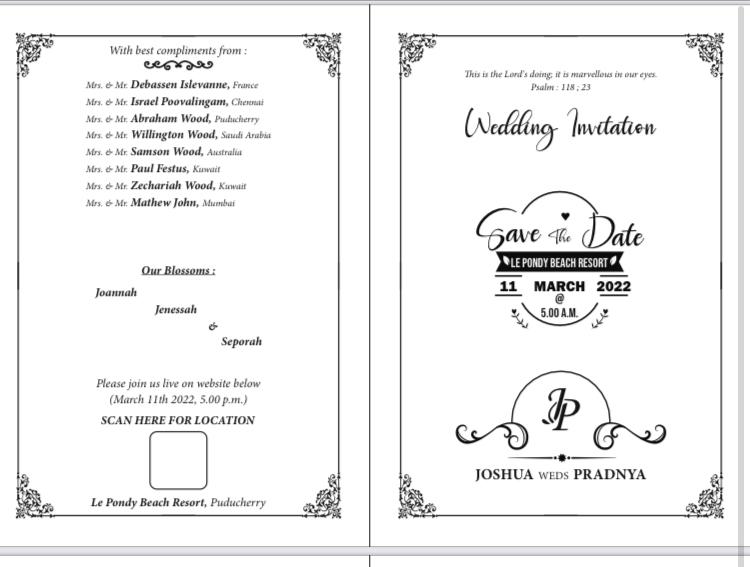 With best compliments from :
Mrs. & Mr. Debassen Islevanne, France
Mrs. & Mr. Israel Poovalingam, Chennai
Mrs. & Mr. Abraham Wood, Puducherry
Mrs. & Mr. Willington Wood, Saudi Arabia
Mrs. & Mr. Samson Wood, Australia
Mrs. & Mr. Paul Festus, Kuwait
Mrs. & Mr. Zechariah Wood, Kuwait
Mrs. & Mr. Mathew John, Mumbai
Our Blossoms :
Joannah
Jenessah
&
Seporah
Please join us live on website below
(March 11th 2022, 5.00 p.m.)
SCAN HERE FOR LOCATION
Le Pondy Beach Resort, Puducherry
This is the Lord's doing; it is marvellous in our eyes.
Psalm : 118 ; 23
Wedding Invitation
Save The Date
LE PONDY BEACH RESORT
11 MARCH 2022
@
5.00 A.M.
JP
JOSHUA WEDS PRADNYA